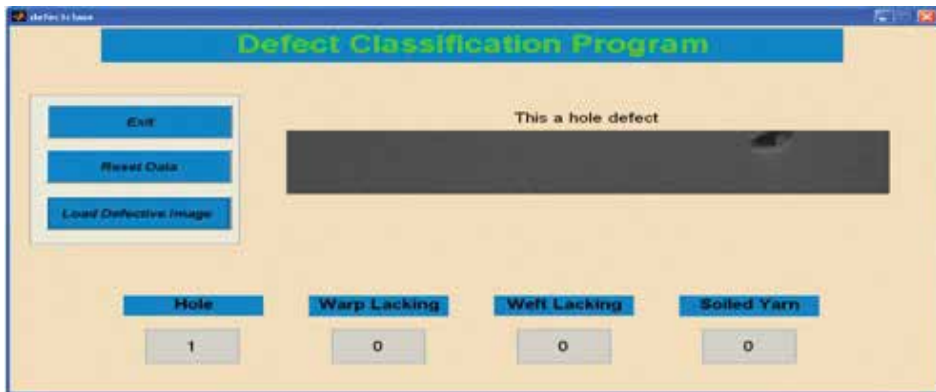 defectclass
Defect Classification Program
Exit
Reset Data
Load Defective Image
This a hole defect
Hole Warp Lacking Weft Lacking Soiled Yarn
1 0 0 0